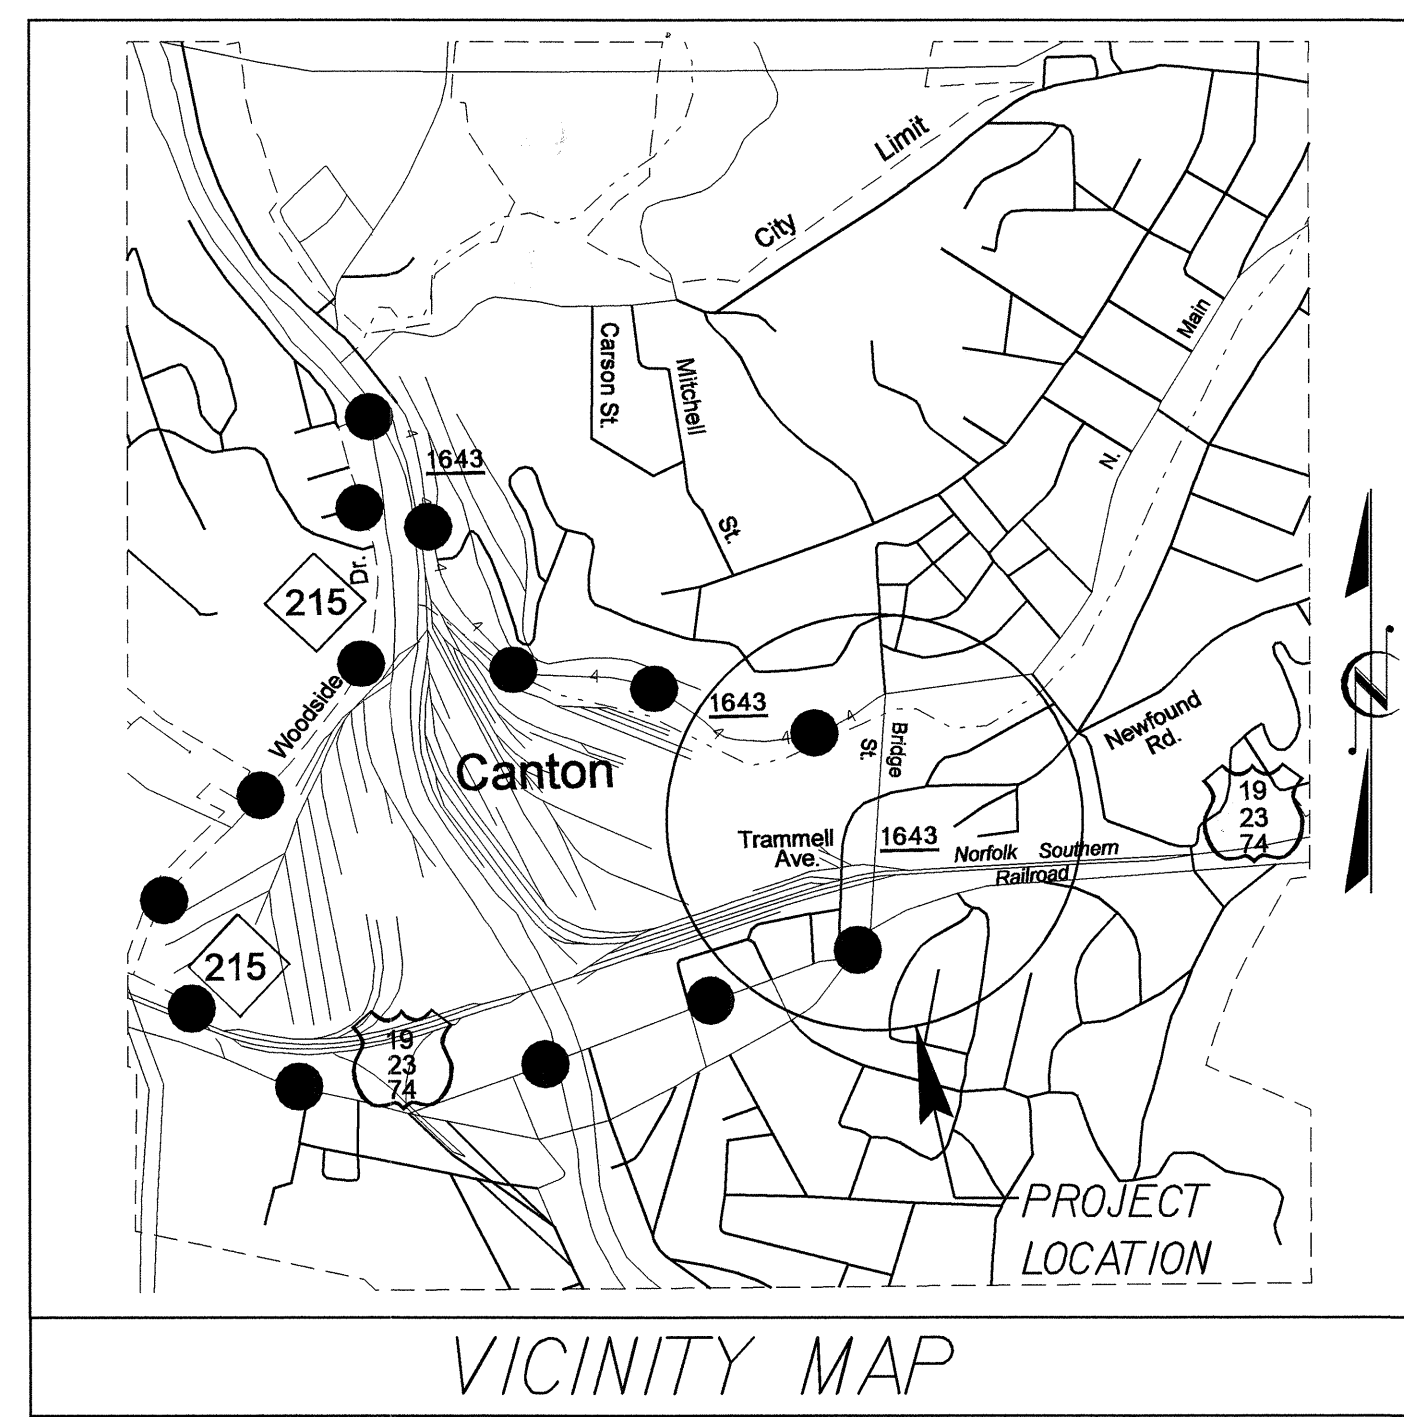 City Limit
Main
N.
Carson St.
Mitchell
St.
1643
Dr.
215
Woodside
1643
Canton
Bridge
St.
Newfound
Rd.
19
23
74
Trammell
Ave.
1643
Norfolk Southern
Railroad
215
19
23
74
PROJECT
LOCATION
VICINITY MAP